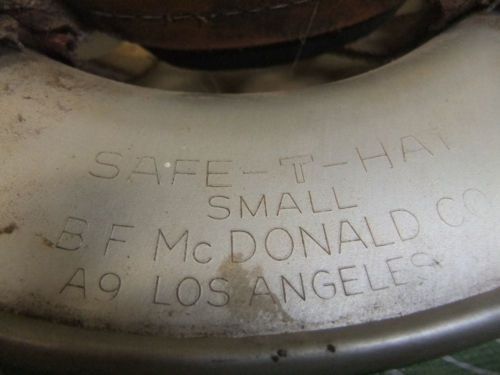 SAFE-T-HAT
SMALL
B.F. McDONALD CO
A9 LOS ANGELES